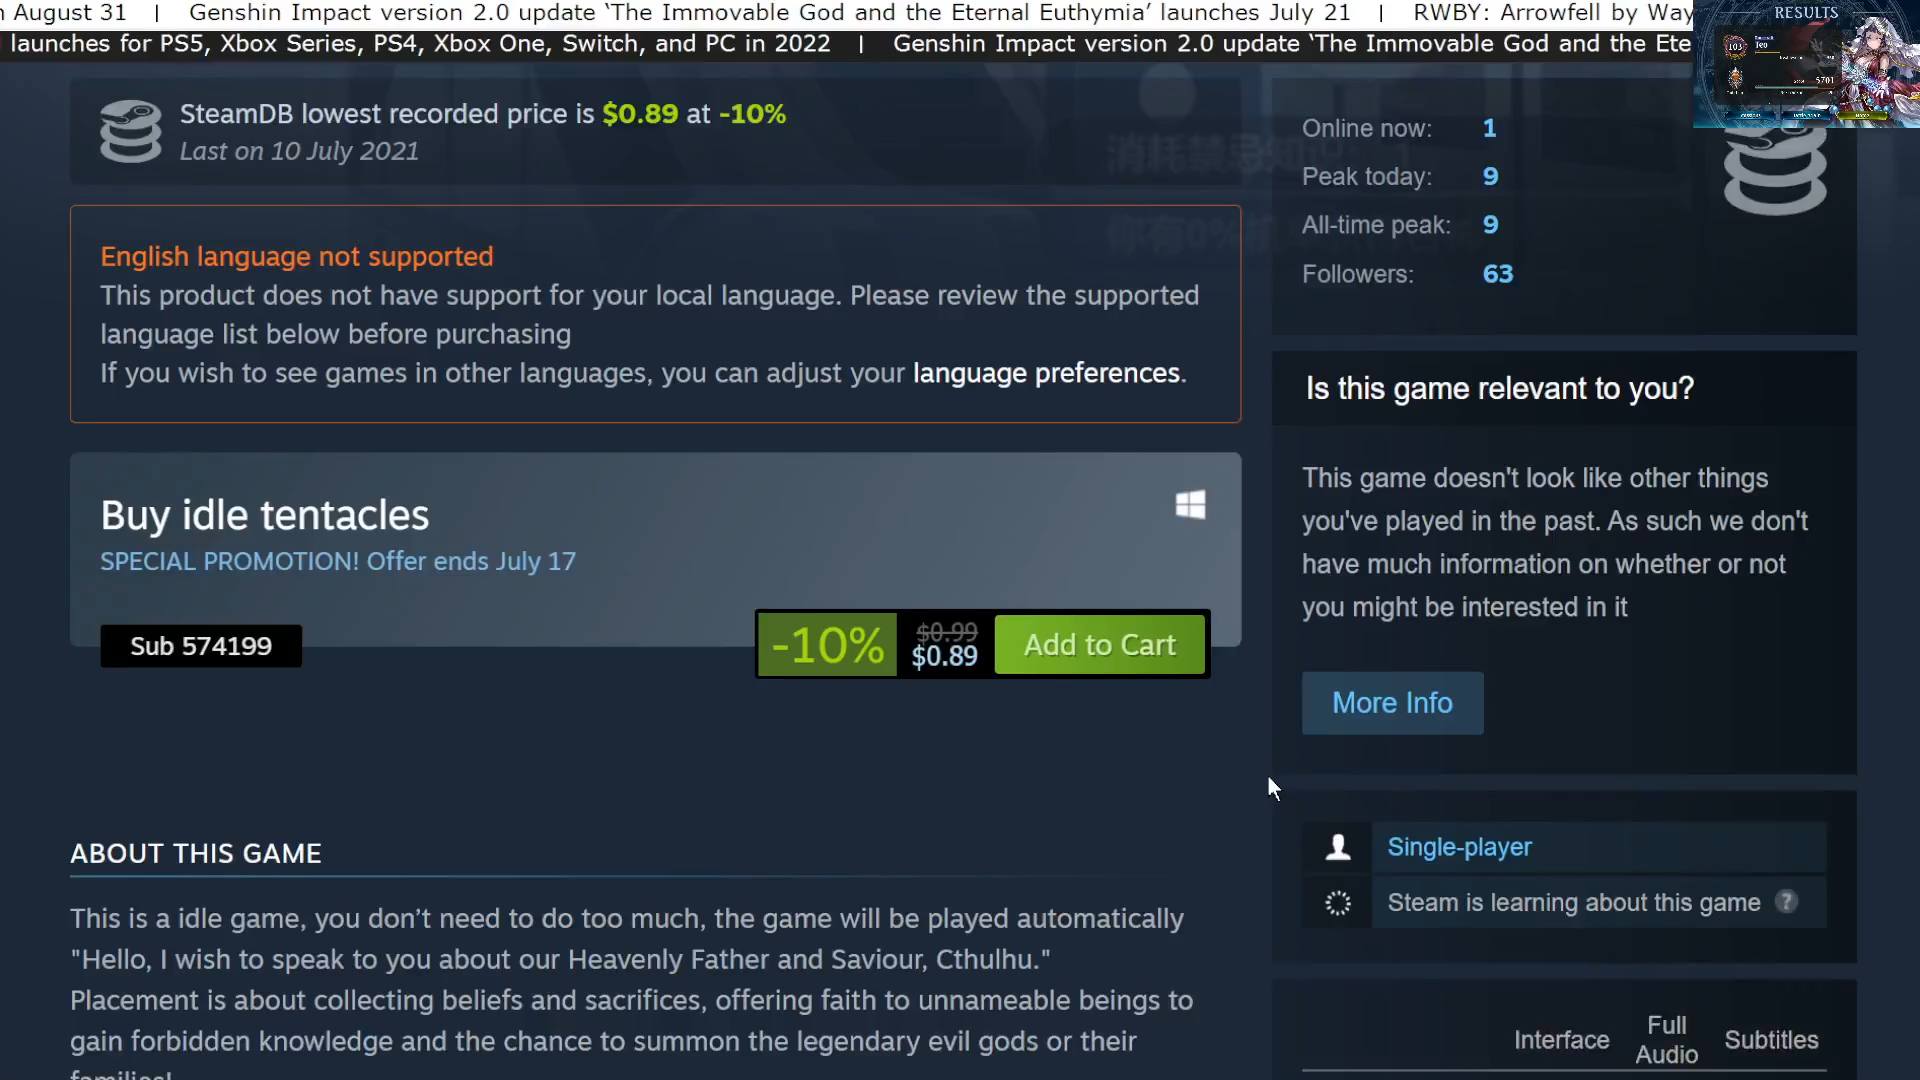 n August 31 | Genshin Impact version 2.0 update ‘The Immovable God and the Eternal Euthymia’ launches July 21 | RWBY: Arrowfell by Way
launches for PS5, Xbox Series, PS4, Xbox One, Switch, and PC in 2022 | Genshin Impact version 2.0 update ‘The Immovable God and the Ete
RESULTS
103
Teo
5701
SteamDB lowest recorded price is $0.89 at -10%
Last on 10 July 2021
English language not supported
This product does not have support for your local language. Please review the supported
language list below before purchasing
If you wish to see games in other languages, you can adjust your language preferences.
Buy idle tentacles
SPECIAL PROMOTION! Offer ends July 17
Sub 574199
-10%
$0.99
$0.89
Add to Cart
ABOUT THIS GAME
This is a idle game, you don’t need to do too much, the game will be played automatically
"Hello, I wish to speak to you about our Heavenly Father and Saviour, Cthulhu."
Placement is about collecting beliefs and sacrifices, offering faith to unnameable beings to
gain forbidden knowledge and the chance to summon the legendary evil gods or their
families!
Online now: 1
Peak today: 9
All-time peak: 9
Followers: 63
Is this game relevant to you?
This game doesn't look like other things
you've played in the past. As such we don't
have much information on whether or not
you might be interested in it
More Info
Single-player
Steam is learning about this game ?
Interface
Full
Audio
Subtitles